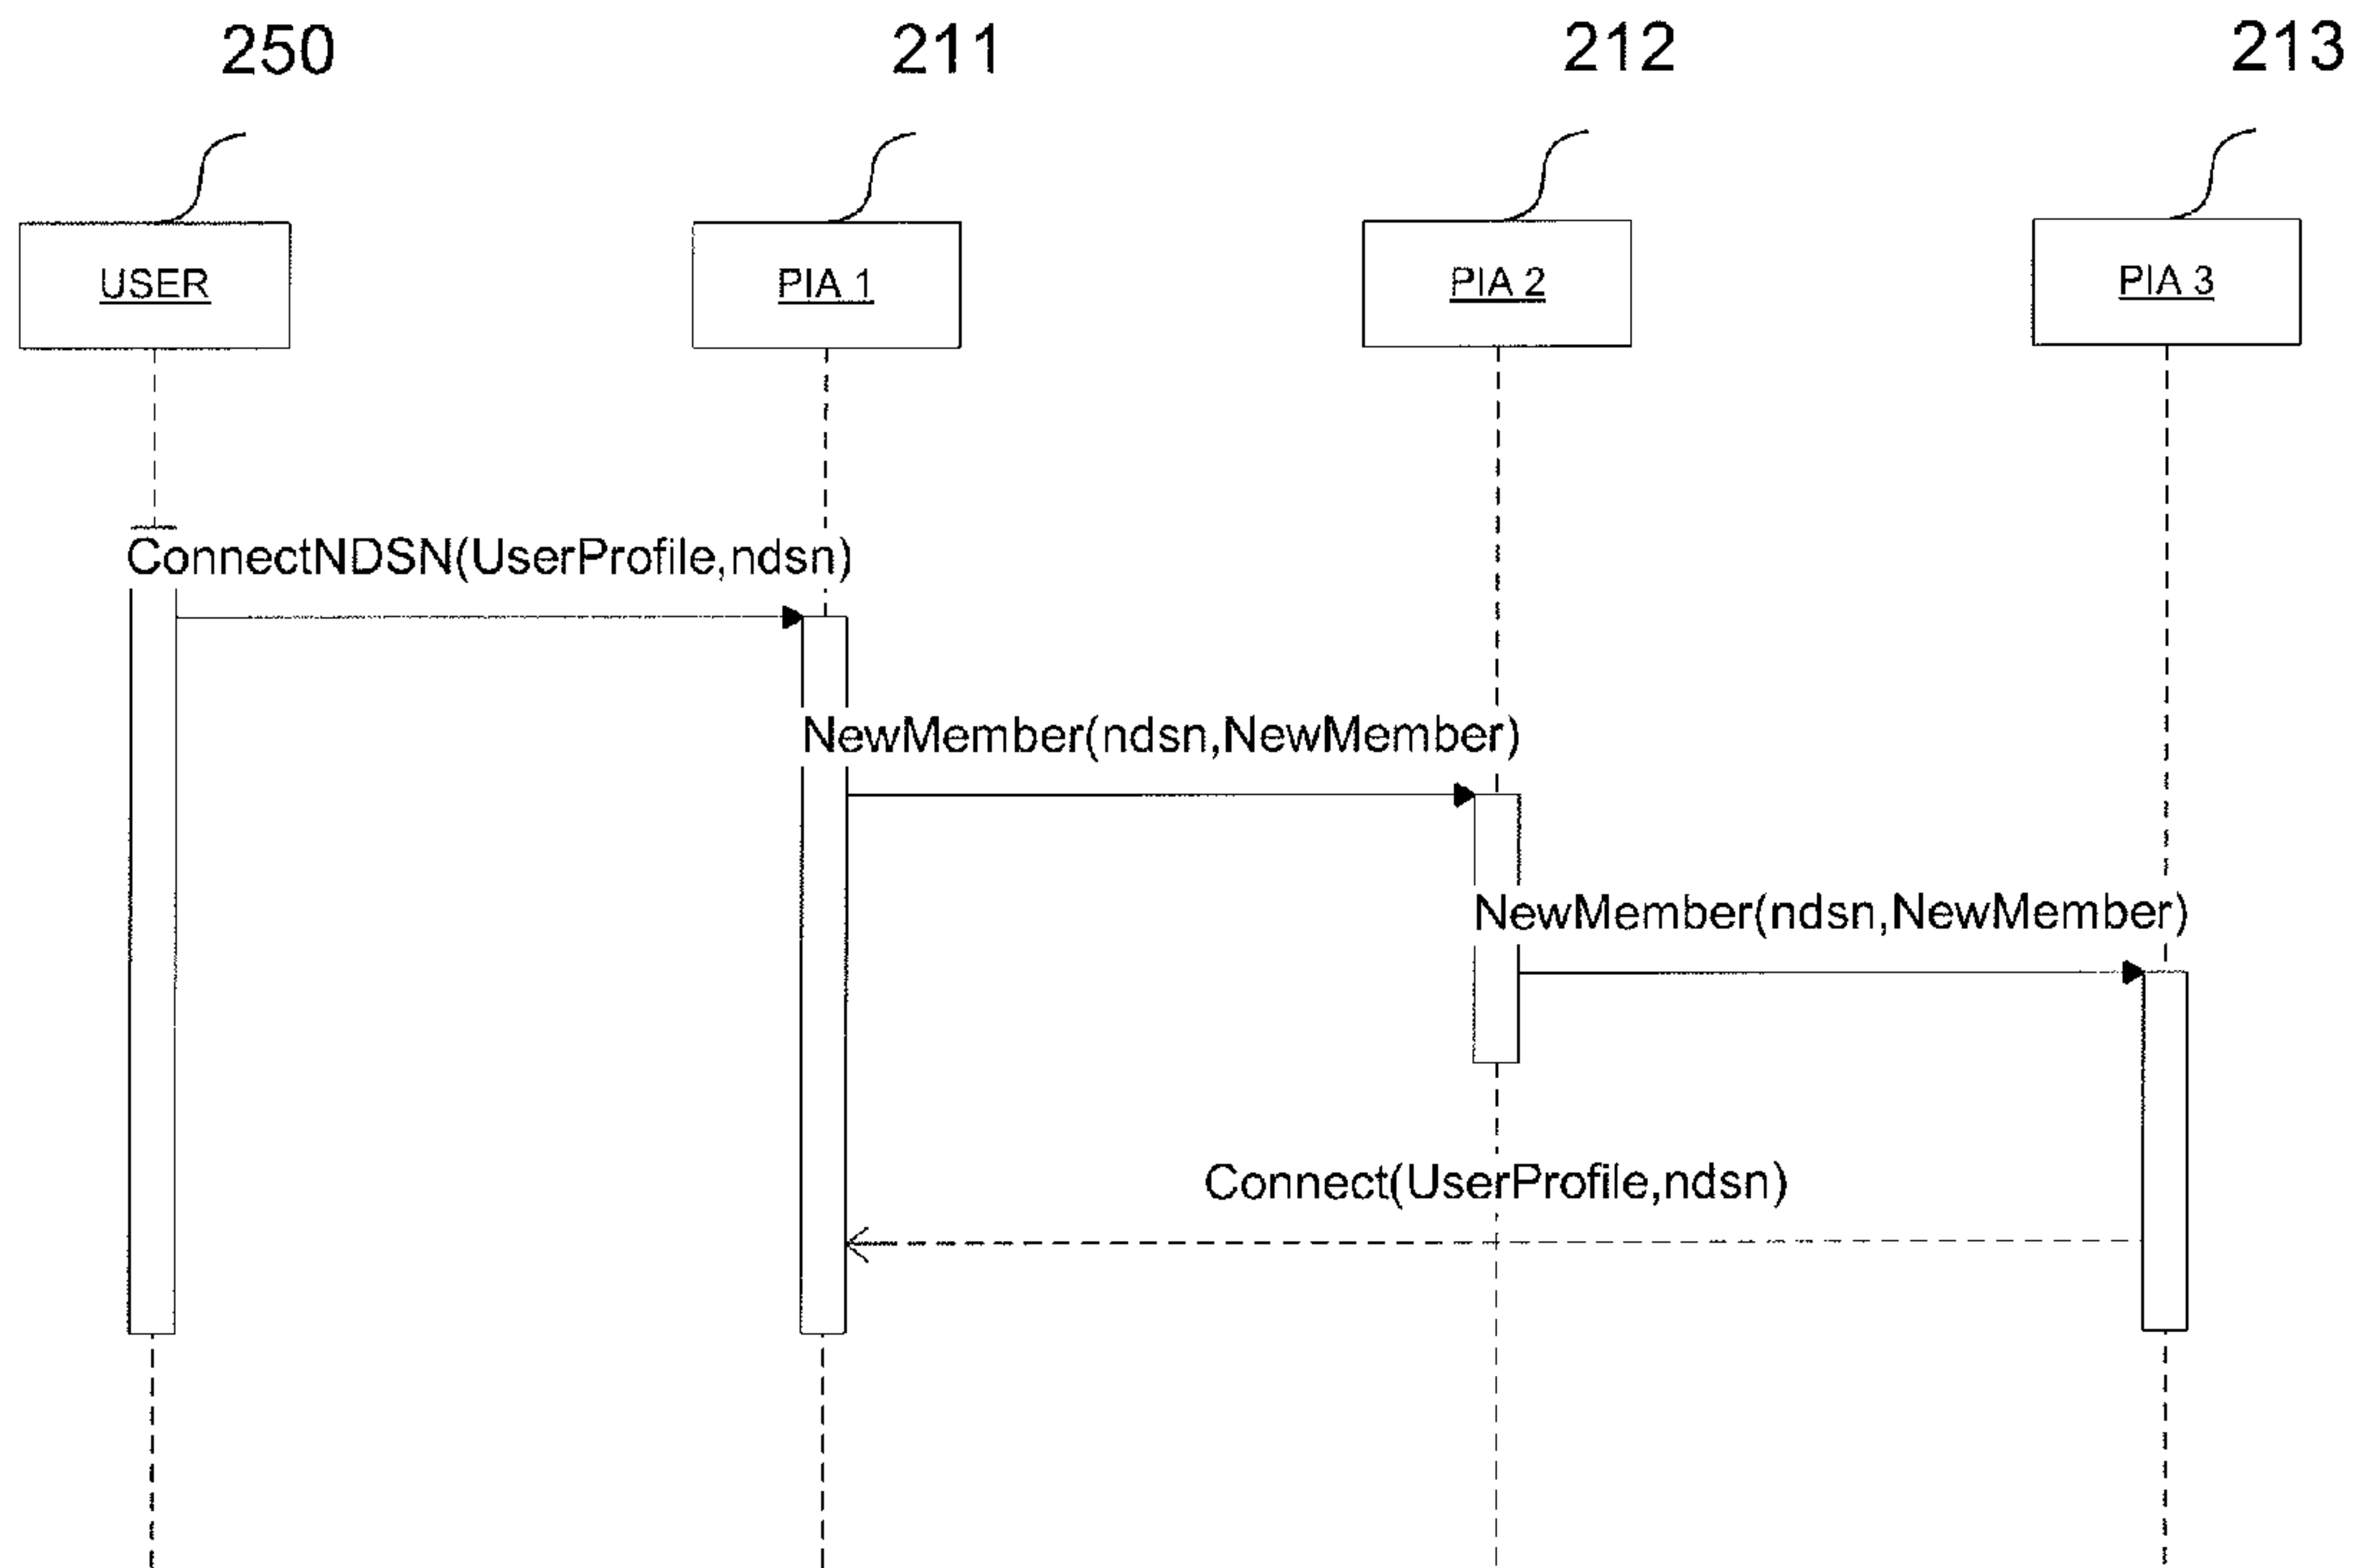 250 211 212 213
USER PIA 1 PIA 2 PIA 3
ConnectNDSN(UserProfile,ndsn)
NewMember(ndsn,NewMember)
NewMember(ndsn,NewMember)
Connect(UserProfile,ndsn)